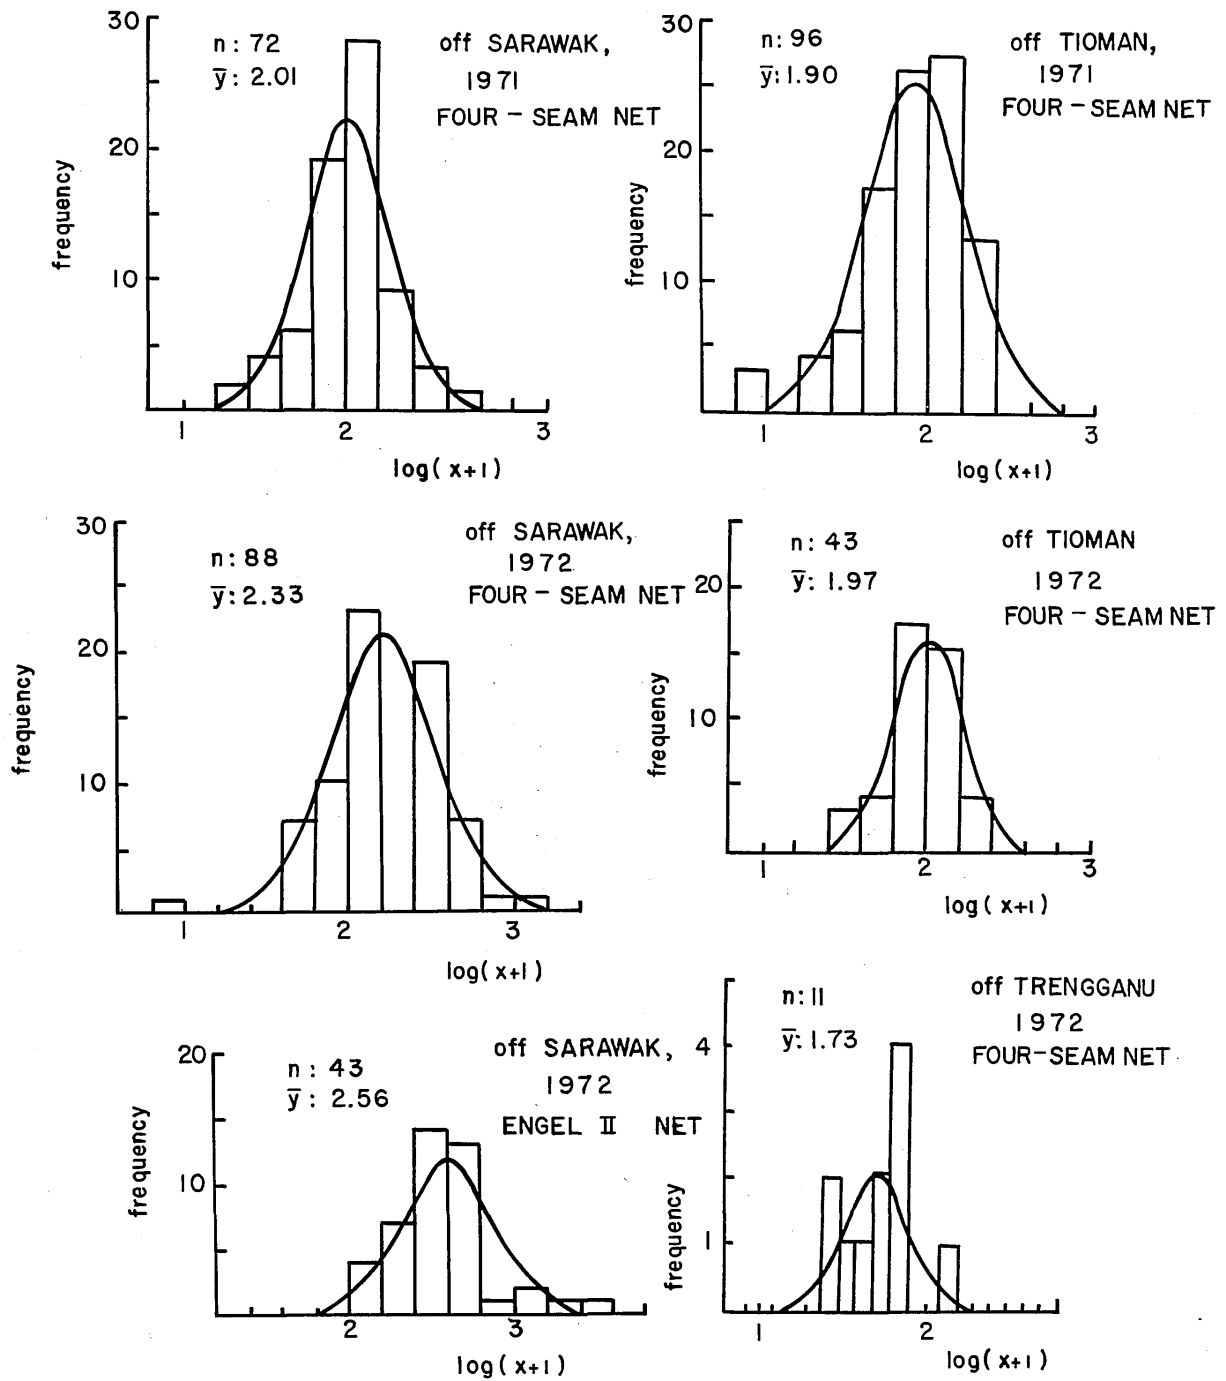 30
20
10
frequency
n: 72
y̅: 2.01
off SARAWAK,
1971
FOUR – SEAM NET
1 2 3
log( x+1 )
30
20
10
frequency
n: 96
y̅: 1.90
off TIOMAN,
1971
FOUR – SEAM NET
1 2 3
log( x+1 )
30
20
10
frequency
n: 88
y̅: 2.33
off SARAWAK,
1972
FOUR – SEAM NET
1 2 3
log( x+1 )
20
10
frequency
n: 43
y̅: 1.97
off TIOMAN
1972
FOUR – SEAM NET
1 2 3
log( x+1 )
20
10
frequency
n: 43
y̅: 2.56
off SARAWAK,
1972
ENGEL II NET
2 3
log( x+1 )
4
1
frequency
n: 11
y̅: 1.73
off TRENGGANU
1972
FOUR–SEAM NET
1 2
log( x+1 )